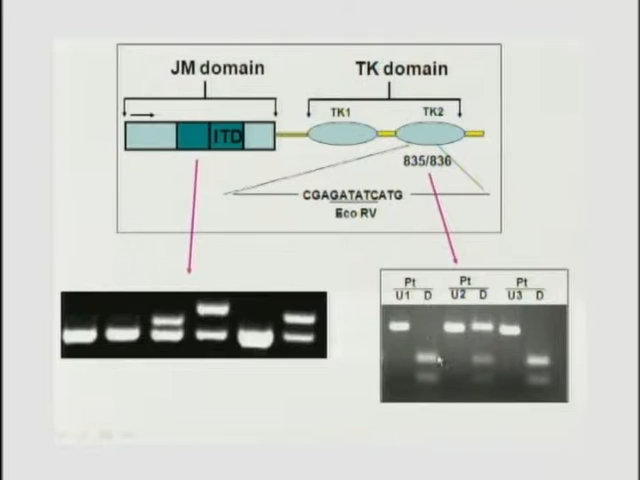 JM domain
TK domain
TK1
TK2
ITD
835/836
CGAGATATCATG
Eco RV
Pt
Pt
Pt
U1 D U2 D U3 D